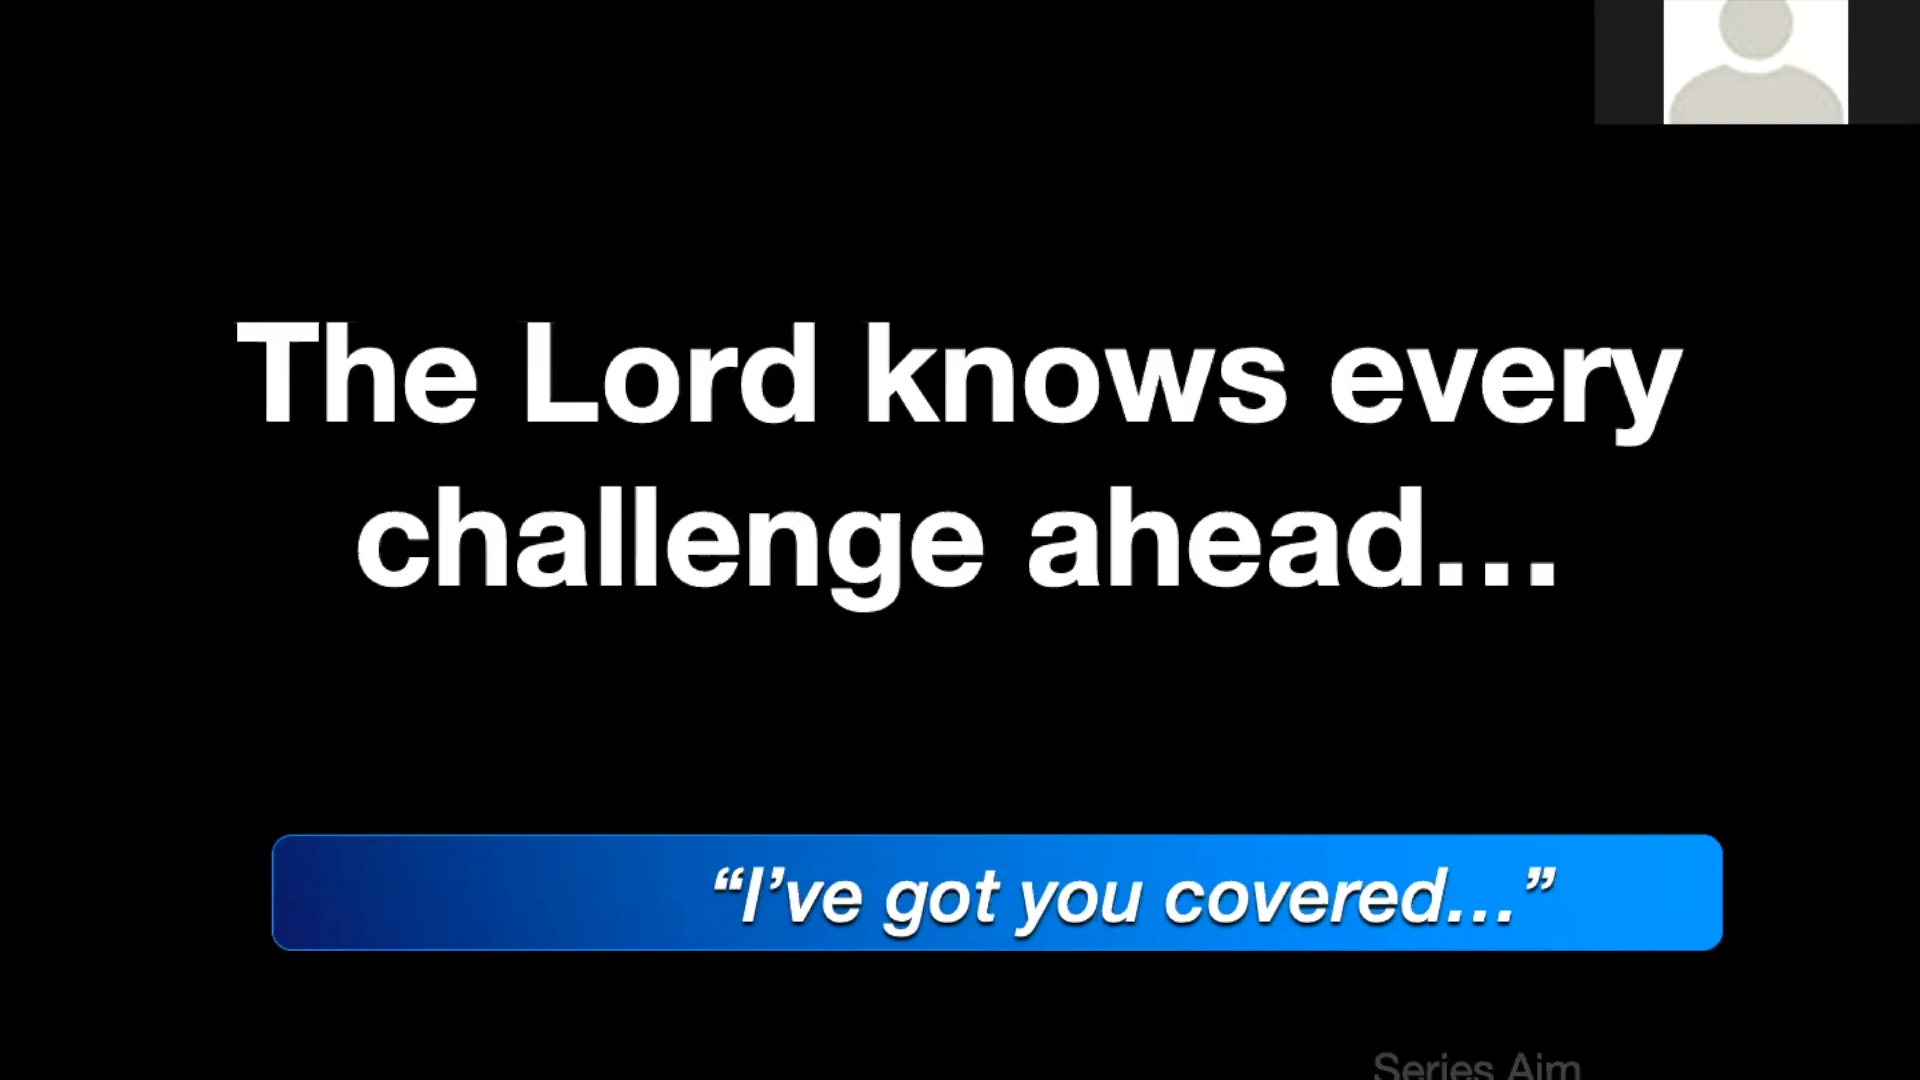 The Lord knows every
challenge ahead…
“I’ve got you covered…”
Series Aim